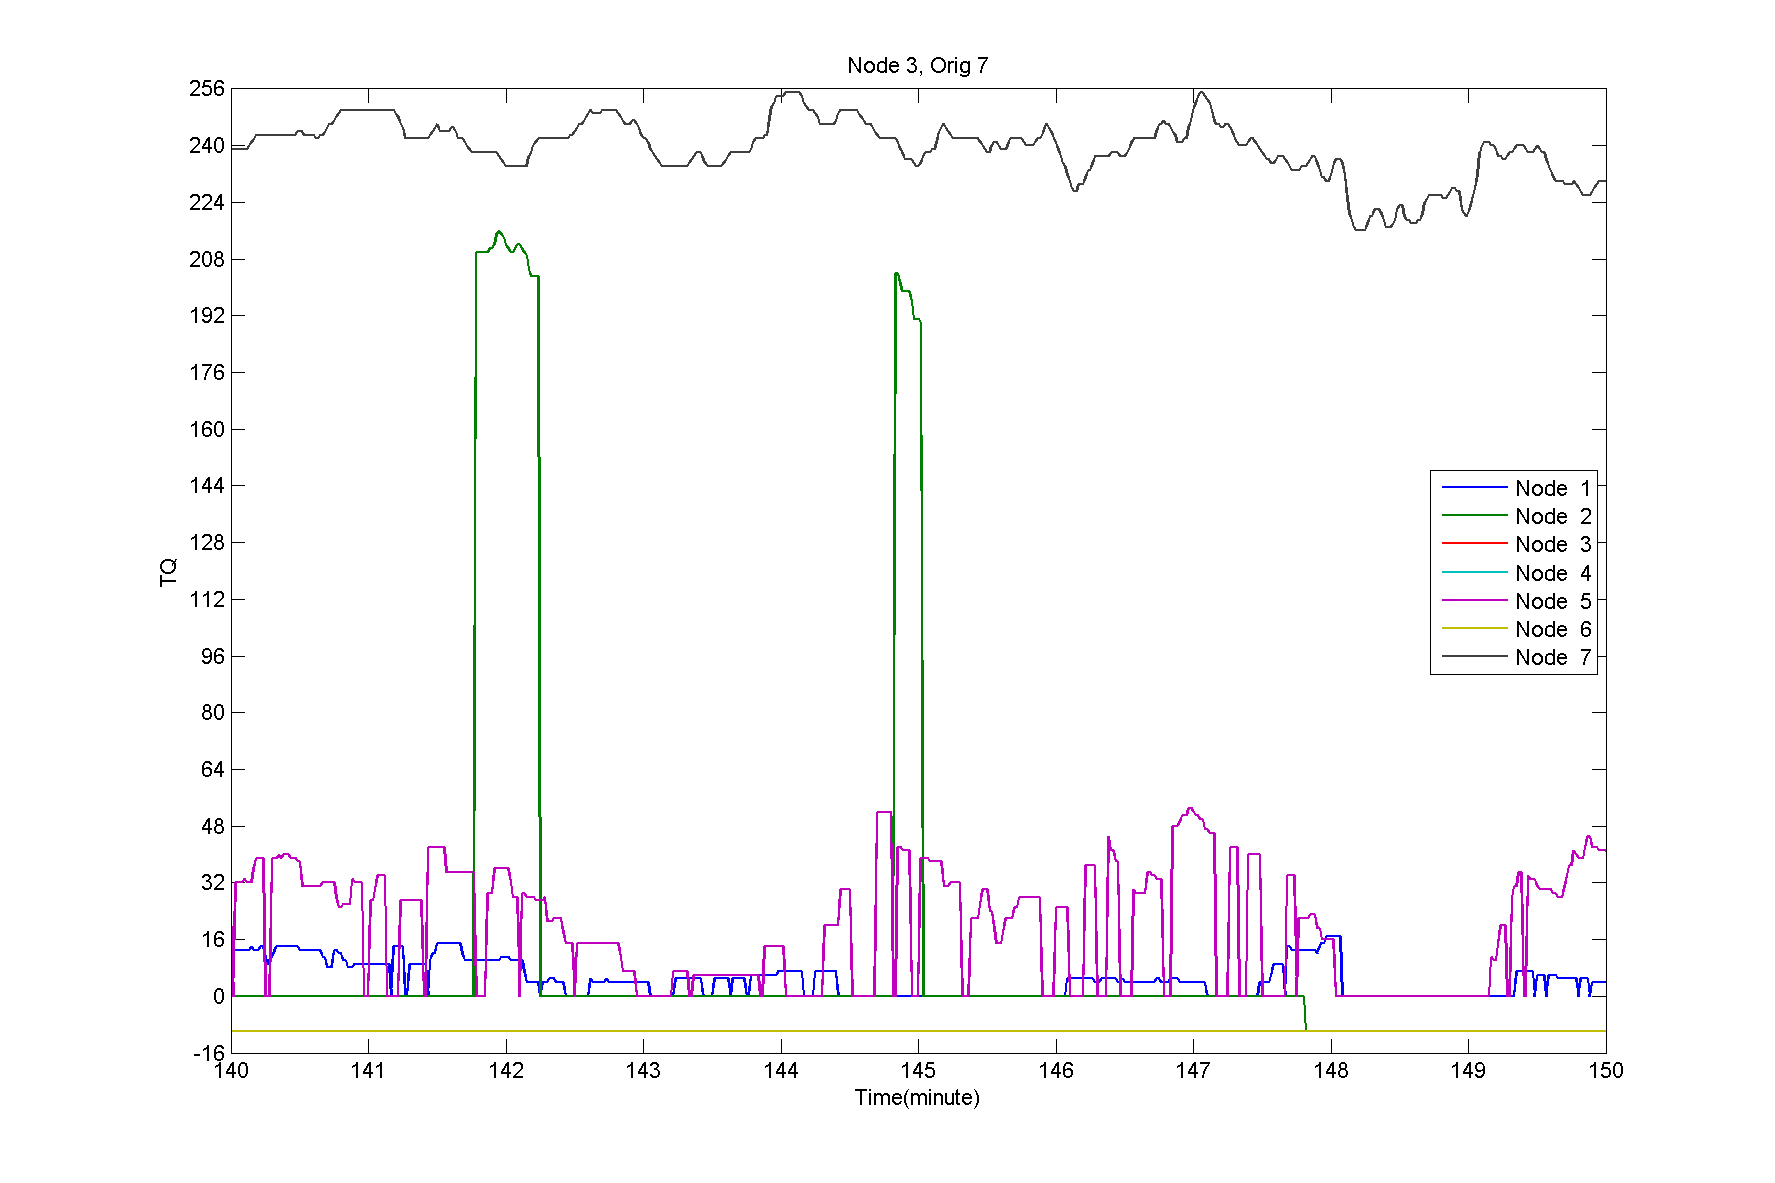 Node 3, Orig 7
256
240
224
208
192
176
160
144
128
112
96
80
64
48
32
16
0
-16
TQ
Node 1
Node 2
Node 3
Node 4
Node 5
Node 6
Node 7
140 141 142 143 144 145 146 147 148 149 150
Time(minute)